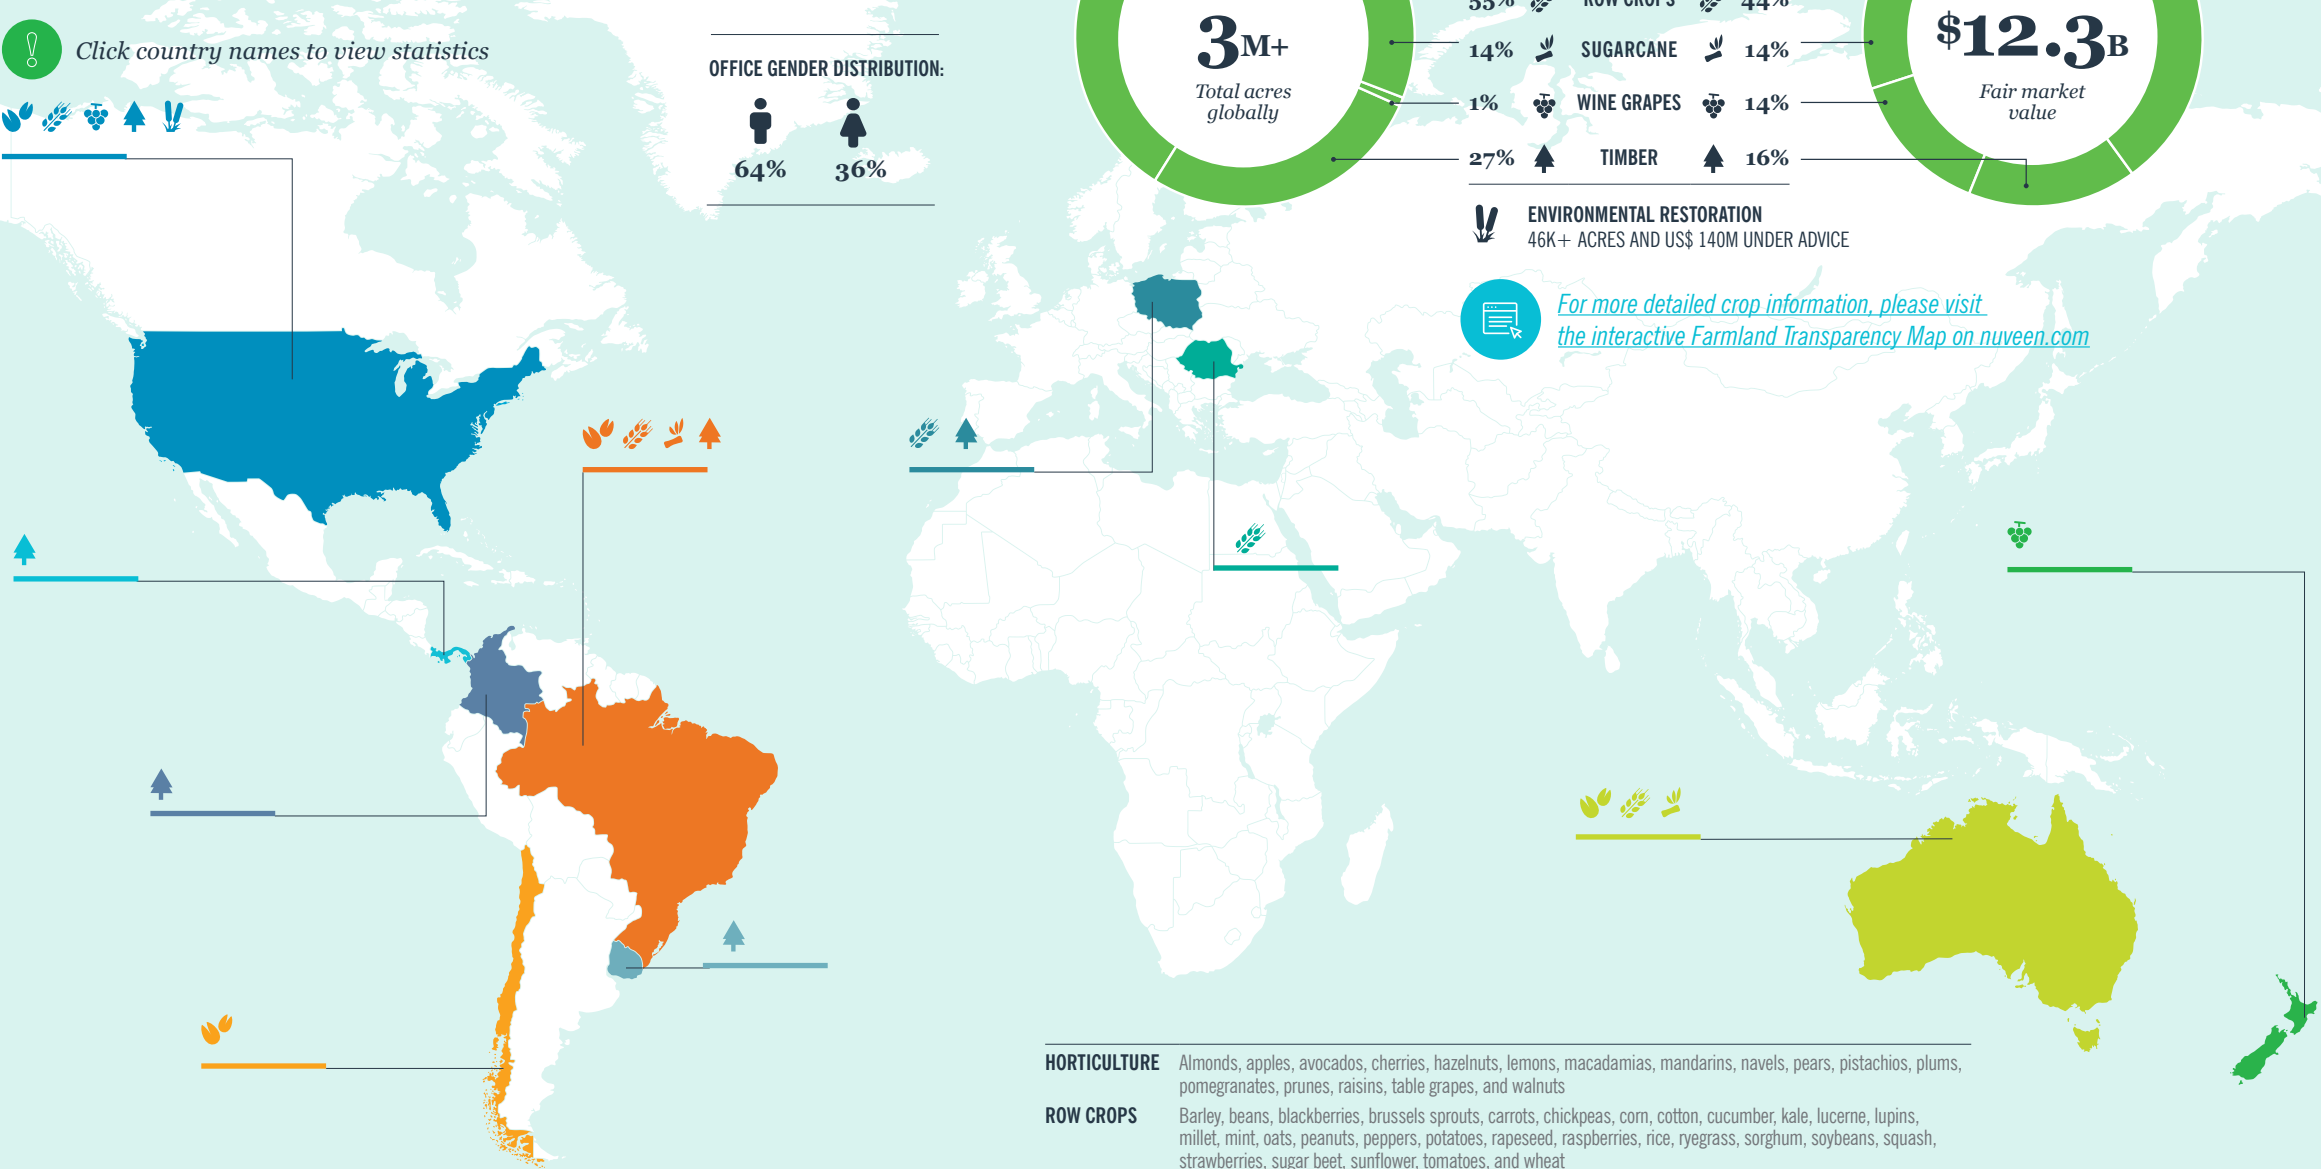 Click country names to view statistics
OFFICE GENDER DISTRIBUTION:
64% 36%
3M+
Total acres
globally
55% ROW CROPS 44%
14% SUGARCANE 14%
1% WINE GRAPES 14%
27% TIMBER 16%
$12.3B
Fair market
value
ENVIRONMENTAL RESTORATION
46K+ ACRES AND US$ 140M UNDER ADVICE
For more detailed crop information, please visit
the interactive Farmland Transparency Map on nuveen.com
HORTICULTURE Almonds, apples, avocados, cherries, hazelnuts, lemons, macadamias, mandarins, navels, pears, pistachios, plums,
pomegranates, prunes, raisins, table grapes, and walnuts
ROW CROPS Barley, beans, blackberries, brussels sprouts, carrots, chickpeas, corn, cotton, cucumber, kale, lucerne, lupins,
millet, mint, oats, peanuts, peppers, potatoes, rapeseed, raspberries, rice, ryegrass, sorghum, soybeans, squash,
strawberries, sugar beet, sunflower, tomatoes, and wheat